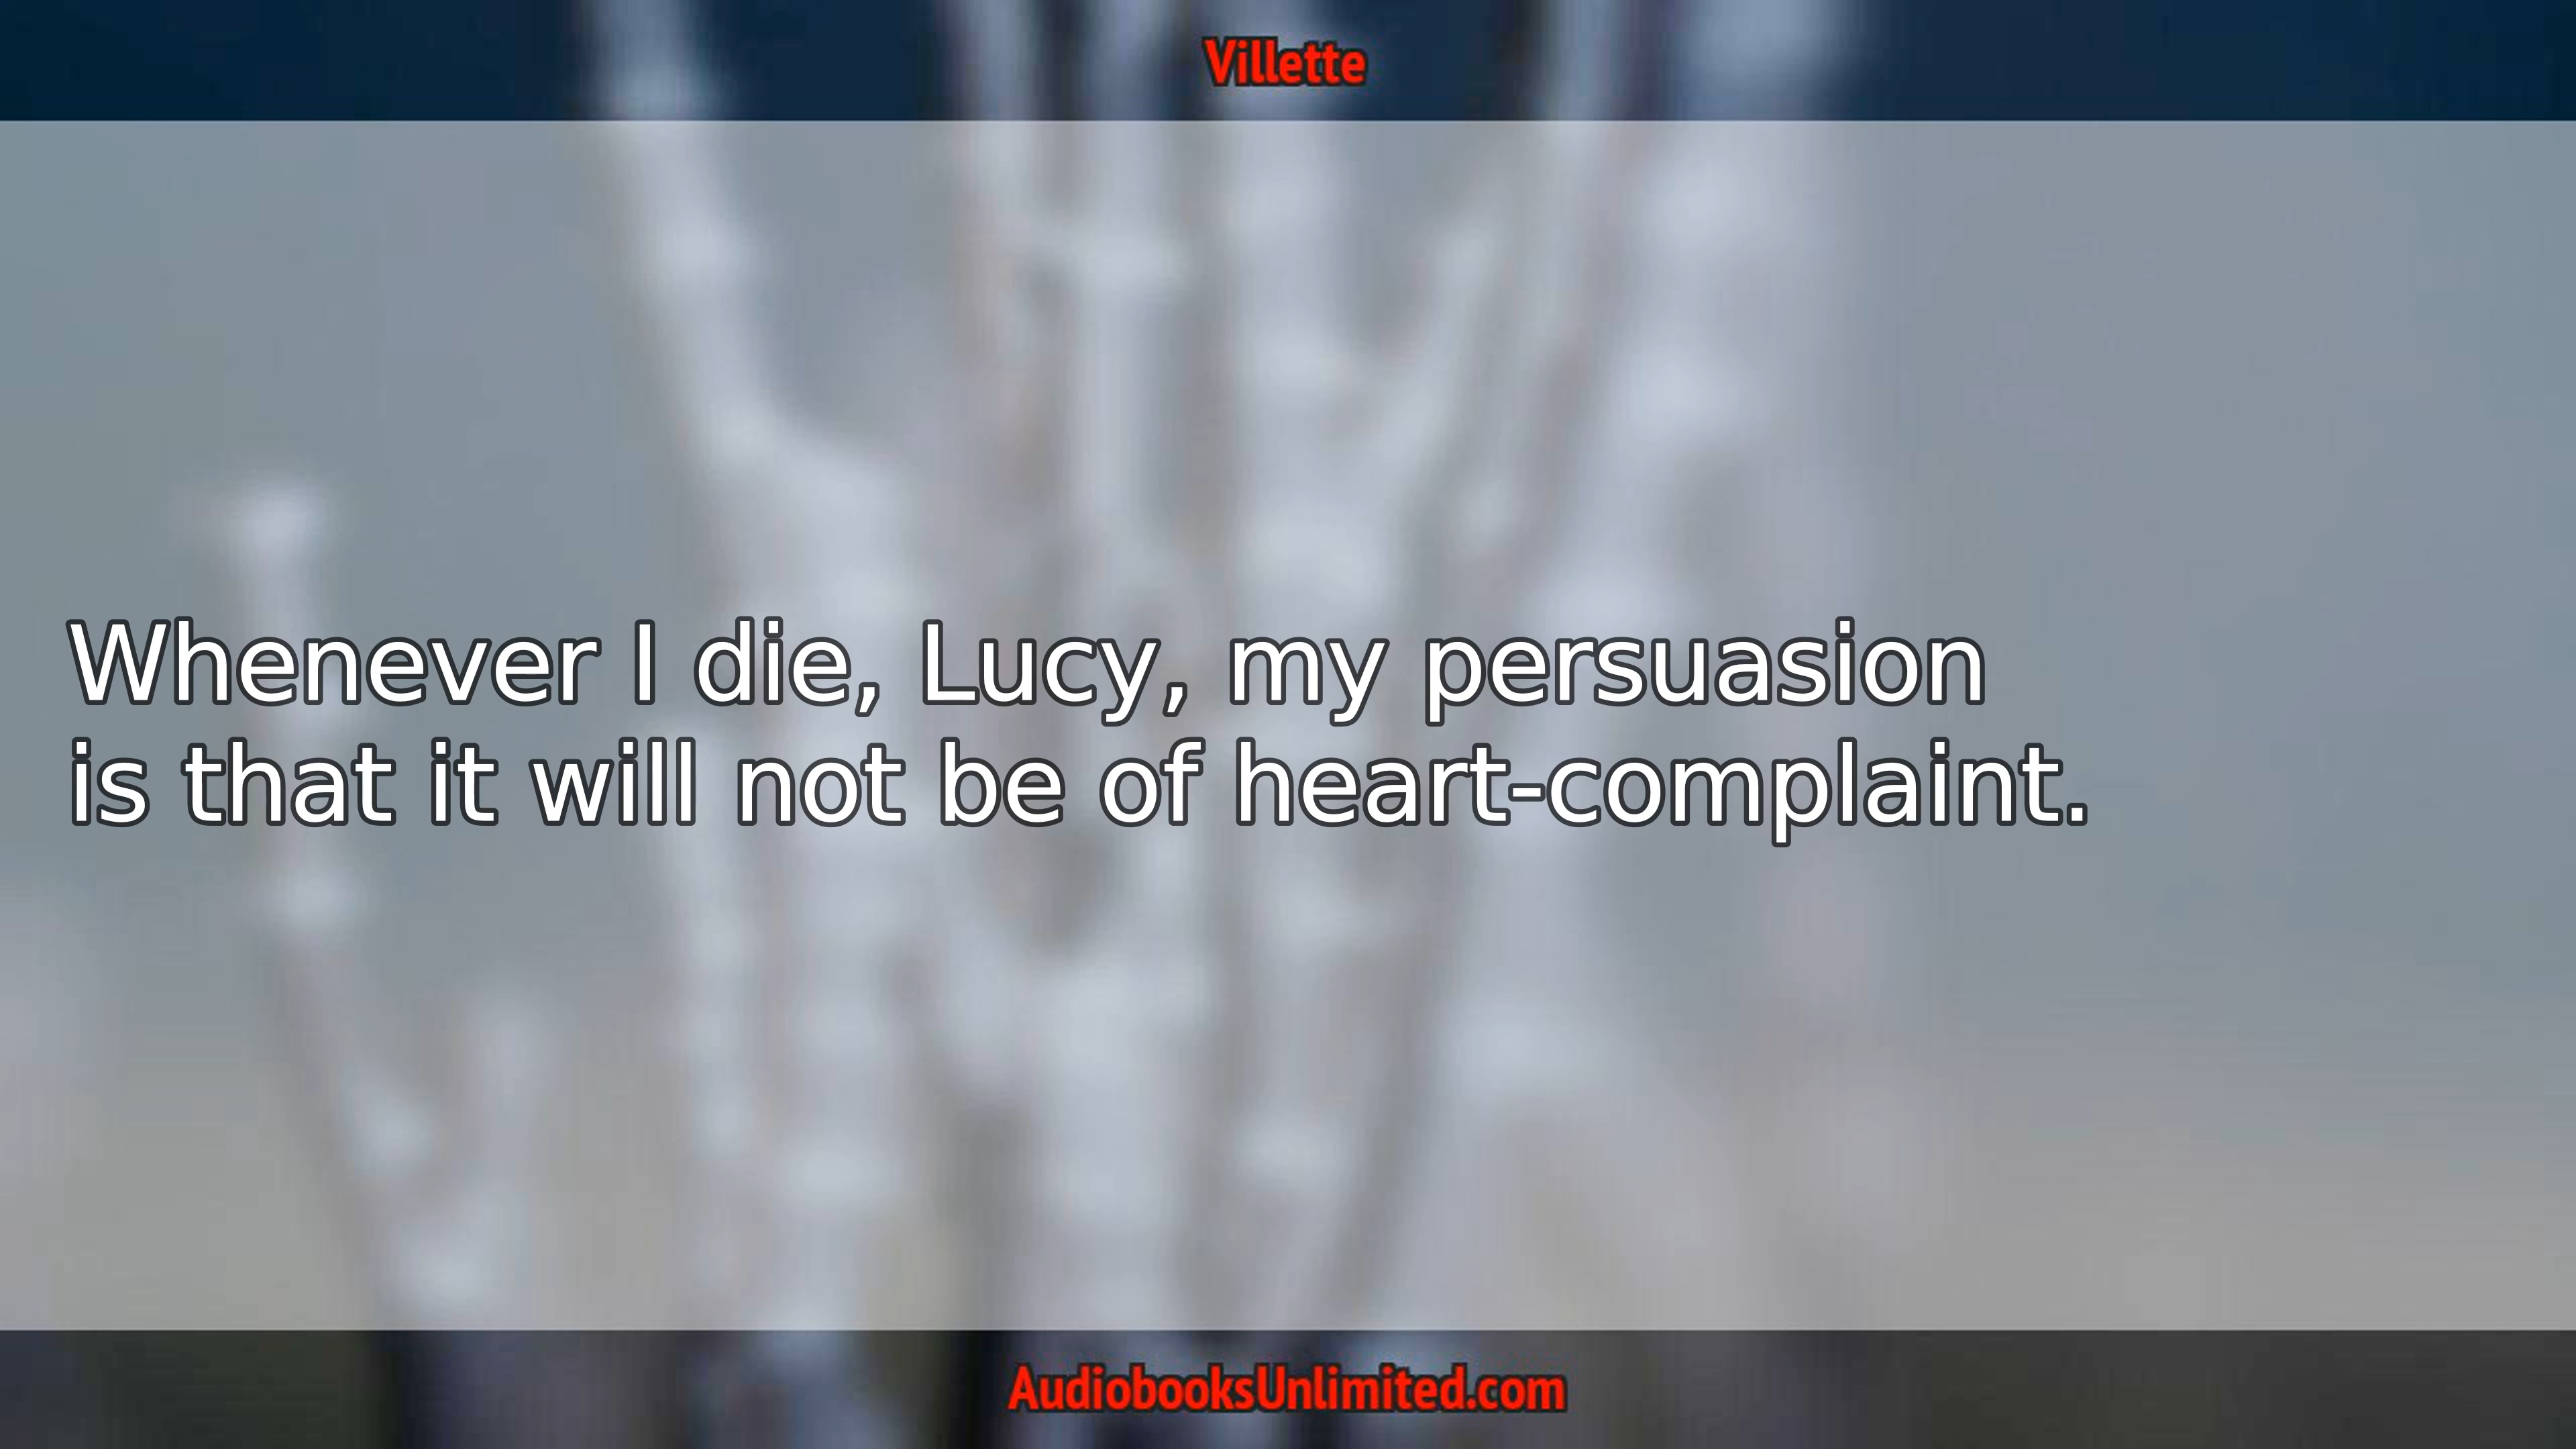 Villette
Whenever I die, Lucy, my persuasion
is that it will not be of heart-complaint.
AudiobooksUnlimited.com